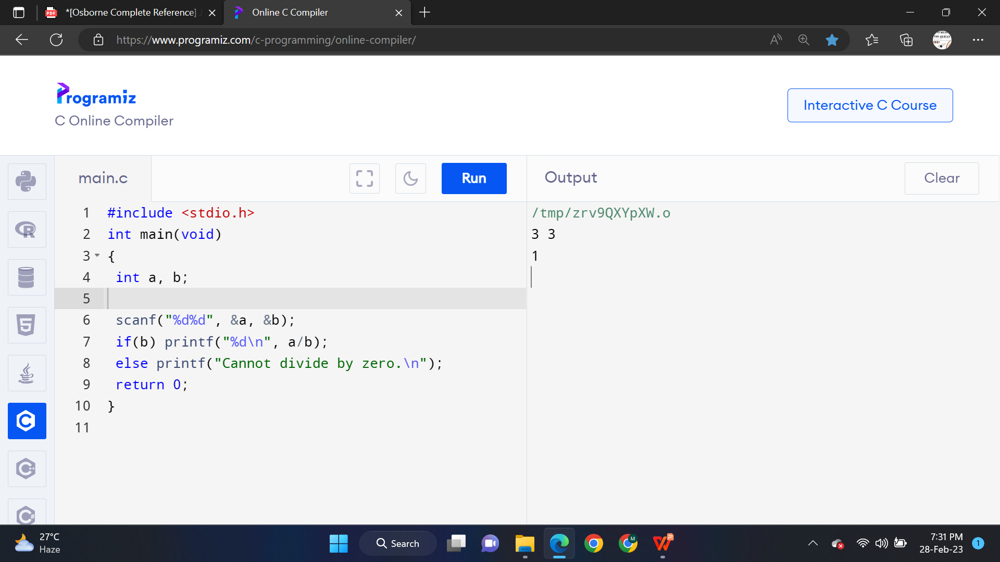 *[Osborne Complete Reference]
Online C Compiler
https://www.programiz.com/c-programming/online-compiler/
Programiz
C Online Compiler
Interactive C Course
main.c
Run
Output
Clear
1 #include <stdio.h>
2 int main(void)
3 {
4 int a, b;
5
6 scanf("%d%d", &a, &b);
7 if(b) printf("%d\n", a/b);
8 else printf("Cannot divide by zero.\n");
9 return 0;
10 }
11
/tmp/zrv9QXYpXW.o
3 3
1
27°C
Haze
Search
7:31 PM
28-Feb-23
1